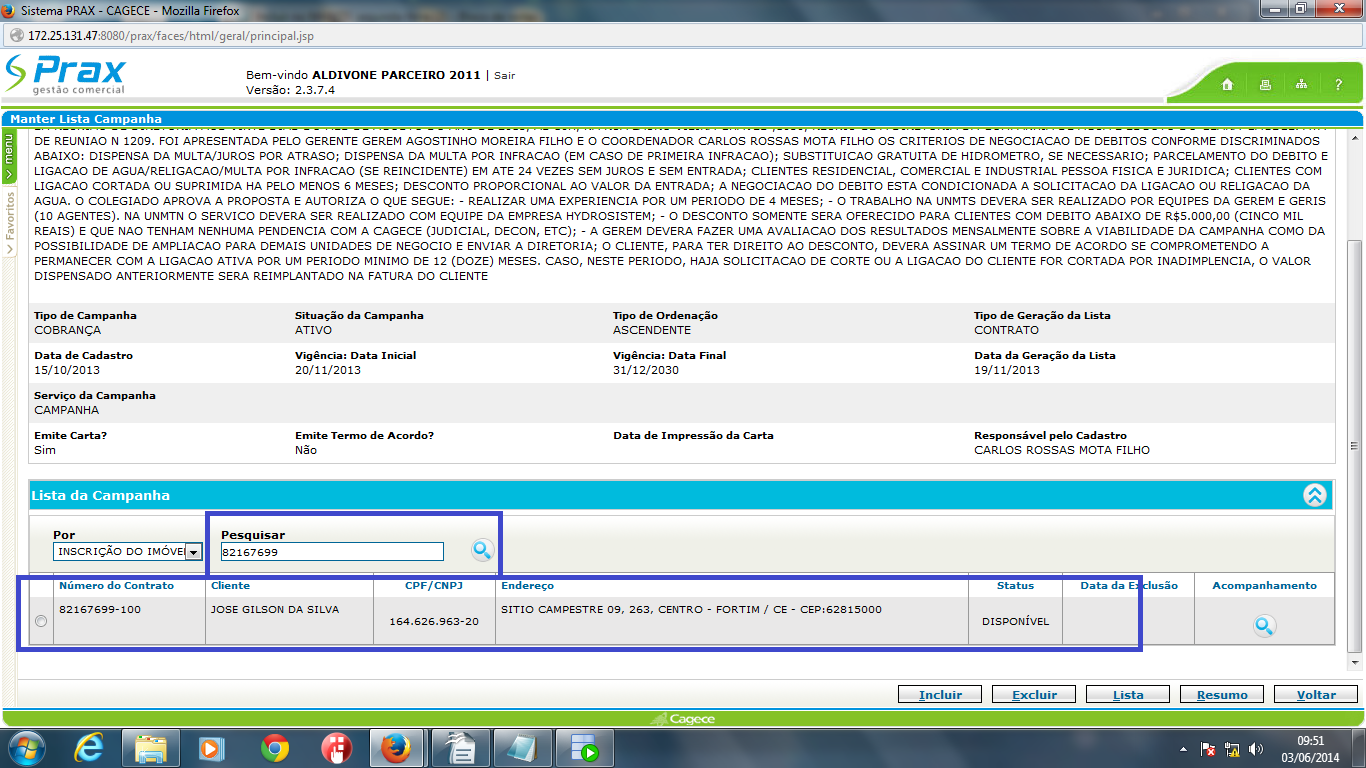 Sistema PRAX - CAGECE - Mozilla Firefox
172.25.131.47:8080/prax/faces/html/geral/principal.jsp
Prax
gestão comercial
Bem-vindo ALDIVONE PARCEIRO 2011 | Sair
Versão: 2.3.7.4
?
Manter Lista Campanha
menu
Favoritos
DE REUNIAO N 1209. FOI APRESENTADA PELO GERENTE GEREM AGOSTINHO MOREIRA FILHO E O COORDENADOR CARLOS ROSSAS MOTA FILHO OS CRITERIOS DE NEGOCIACAO DE DEBITOS CONFORME DISCRIMINADOS
ABAIXO: DISPENSA DA MULTA/JUROS POR ATRASO; DISPENSA DA MULTA POR INFRACAO (EM CASO DE PRIMEIRA INFRACAO); SUBSTITUICAO GRATUITA DE HIDROMETRO, SE NECESSARIO; PARCELAMENTO DO DEBITO E
LIGACAO DE AGUA/RELIGACAO/MULTA POR INFRACAO (SE REINCIDENTE) EM ATE 24 VEZES SEM JUROS E SEM ENTRADA; CLIENTES RESIDENCIAL, COMERCIAL E INDUSTRIAL PESSOA FISICA E JURIDICA; CLIENTES COM
LIGACAO CORTADA OU SUPRIMIDA HA PELO MENOS 6 MESES; DESCONTO PROPORCIONAL AO VALOR DA ENTRADA; A NEGOCIACAO DO DEBITO ESTA CONDICIONADA A SOLICITACAO DA LIGACAO OU RELIGACAO DA
AGUA. O COLEGIADO APROVA A PROPOSTA E AUTORIZA O QUE SEGUE: - REALIZAR UMA EXPERIENCIA POR UM PERIODO DE 4 MESES; - O TRABALHO NA UNMTS DEVERA SER REALIZADO POR EQUIPES DA GEREM E GERIS
(10 AGENTES). NA UNMTN O SERVICO DEVERA SER REALIZADO COM EQUIPE DA EMPRESA HYDROSISTEM; - O DESCONTO SOMENTE SERA OFERECIDO PARA CLIENTES COM DEBITO ABAIXO DE R$5.000,00 (CINCO MIL
REAIS) E QUE NAO TENHAM NENHUMA PENDENCIA COM A CAGECE (JUDICIAL, DECON, ETC); - A GEREM DEVERA FAZER UMA AVALIACAO DOS RESULTADOS MENSALMENTE SOBRE A VIABILIDADE DA CAMPANHA COMO DA
POSSIBILIDADE DE AMPLIACAO PARA DEMAIS UNIDADES DE NEGOCIO E ENVIAR A DIRETORIA; O CLIENTE, PARA TER DIREITO AO DESCONTO, DEVERA ASSINAR UM TERMO DE ACORDO SE COMPROMETENDO A
PERMANECER COM A LIGACAO ATIVA POR UM PERIODO MINIMO DE 12 (DOZE) MESES. CASO, NESTE PERIODO, HAJA SOLICITACAO DE CORTE OU A LIGACAO DO CLIENTE FOR CORTADA POR INADIMPLENCIA, O VALOR
DISPENSADO ANTERIORMENTE SERA REIMPLANTADO NA FATURA DO CLIENTE
Tipo de Campanha Situação da Campanha Tipo de Ordenação Tipo de Geração da Lista
COBRANÇA ATIVO ASCENDENTE CONTRATO
Data de Cadastro Vigência: Data Inicial Vigência: Data Final Data da Geração da Lista
15/10/2013 20/11/2013 31/12/2030 19/11/2013
Serviço da Campanha
CAMPANHA
Emite Carta? Emite Termo de Acordo? Data de Impressão da Carta Responsável pelo Cadastro
Sim Não CARLOS ROSSAS MOTA FILHO
Lista da Campanha
Por Pesquisar
INSCRIÇÃO DO IMÓVE 82167699
Número do Contrato Cliente CPF/CNPJ Endereço Status Data da Exclusão Acompanhamento
82167699-100 JOSE GILSON DA SILVA 164.626.963-20 SITIO CAMPESTRE 09, 263, CENTRO - FORTIM / CE - CEP:62815000 DISPONÍVEL
Incluir Excluir Lista Resumo Voltar
Cagece
09:51
03/06/2014